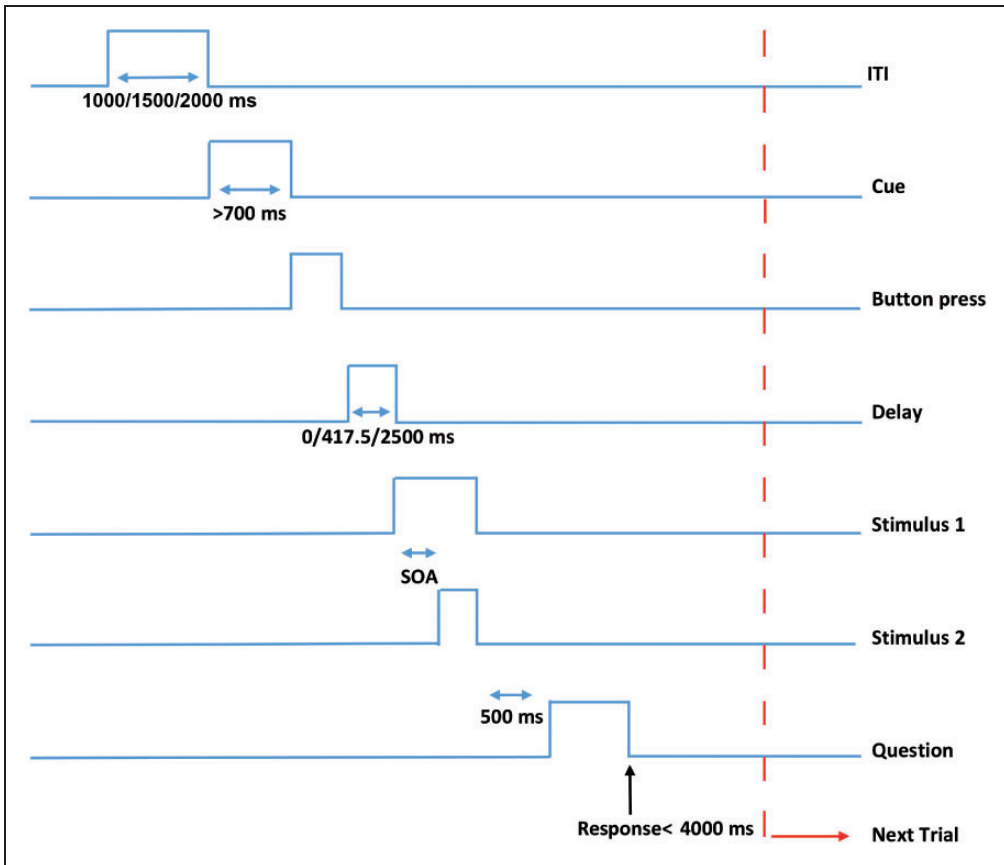 ITI
1000/1500/2000 ms
Cue
>700 ms
Button press
Delay
0/417.5/2500 ms
Stimulus 1
SOA
Stimulus 2
500 ms
Question
Response< 4000 ms
Next Trial